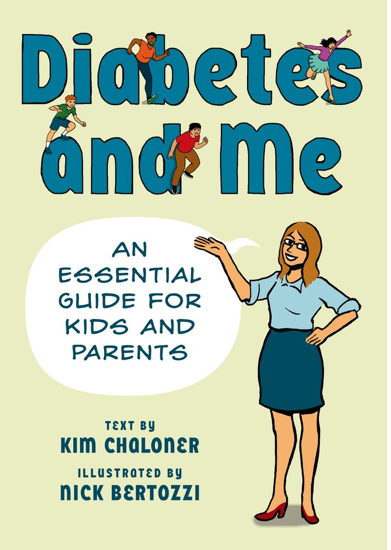 Diabetes
and Me
AN
ESSENTIAL
GUIDE FOR
KIDS AND
PARENTS
TEXT BY
KIM CHALONER
ILLUSTRATED BY
NICK BERTOZZI